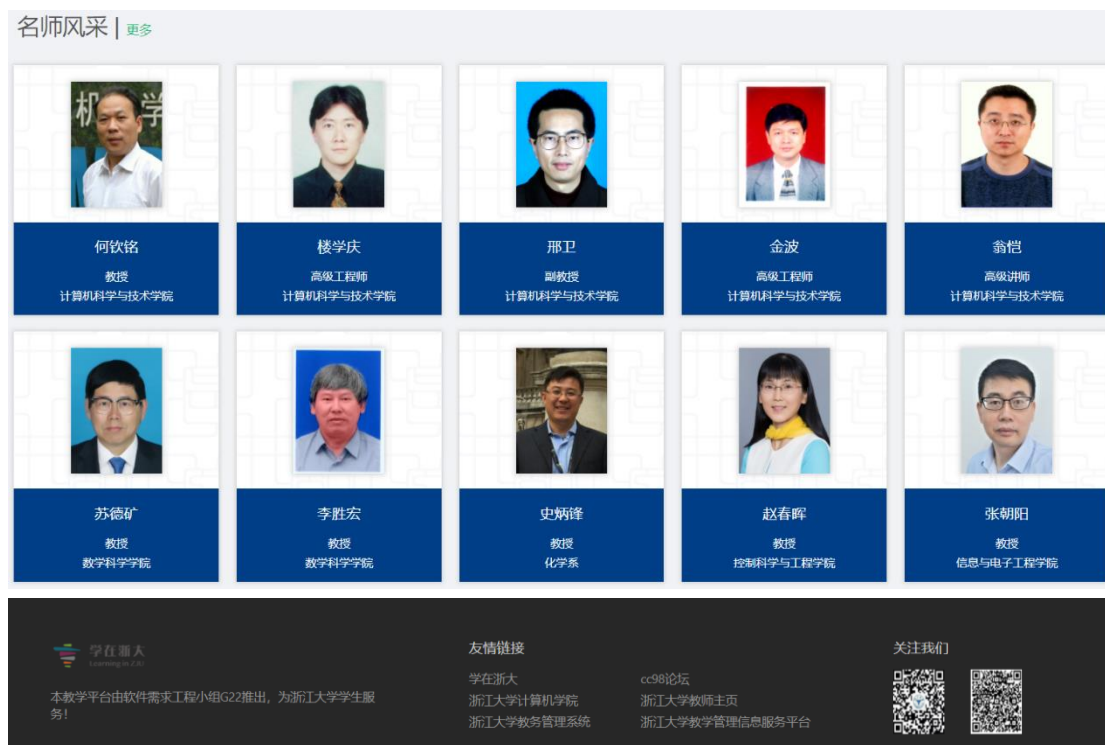 名师风采 | 更多
机 学
何钦铭
教授
计算机科学与技术学院
楼学庆
高级工程师
计算机科学与技术学院
邢卫
副教授
计算机科学与技术学院
金波
高级工程师
计算机科学与技术学院
翁恺
高级讲师
计算机科学与技术学院
苏德矿
教授
数学科学学院
李胜宏
教授
数学科学学院
史炳锋
教授
化学系
赵春晖
教授
控制科学与工程学院
张朝阳
教授
信息与电子工程学院
学在浙大
Learning in ZJU
本教学平台由软件需求工程小组G22推出，为浙江大学学生服
务!
友情链接
学在浙大
浙江大学计算机学院
浙江大学教务管理系统
cc98论坛
浙江大学教师主页
浙江大学教学管理信息服务平台
关注我们